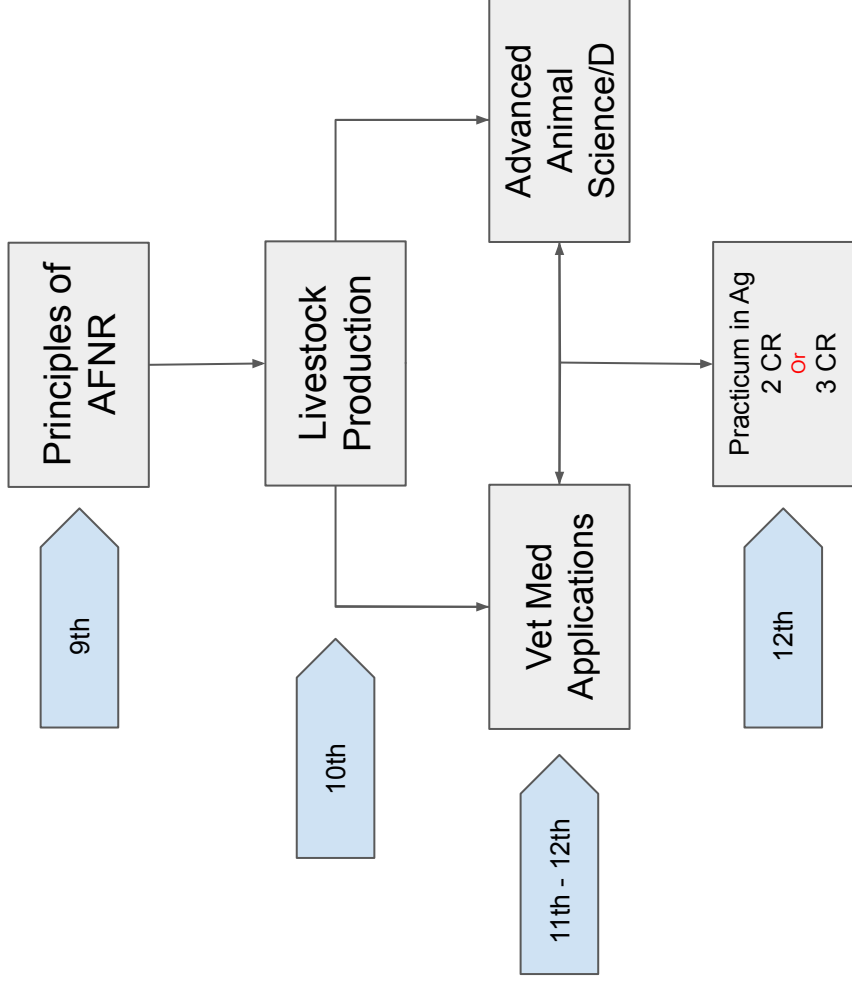 9th
Principles of
AFNR
10th
Livestock
Production
11th - 12th
Vet Med
Applications
Advanced
Animal
Science/D
12th
Practicum in Ag
2 CR
Or
3 CR